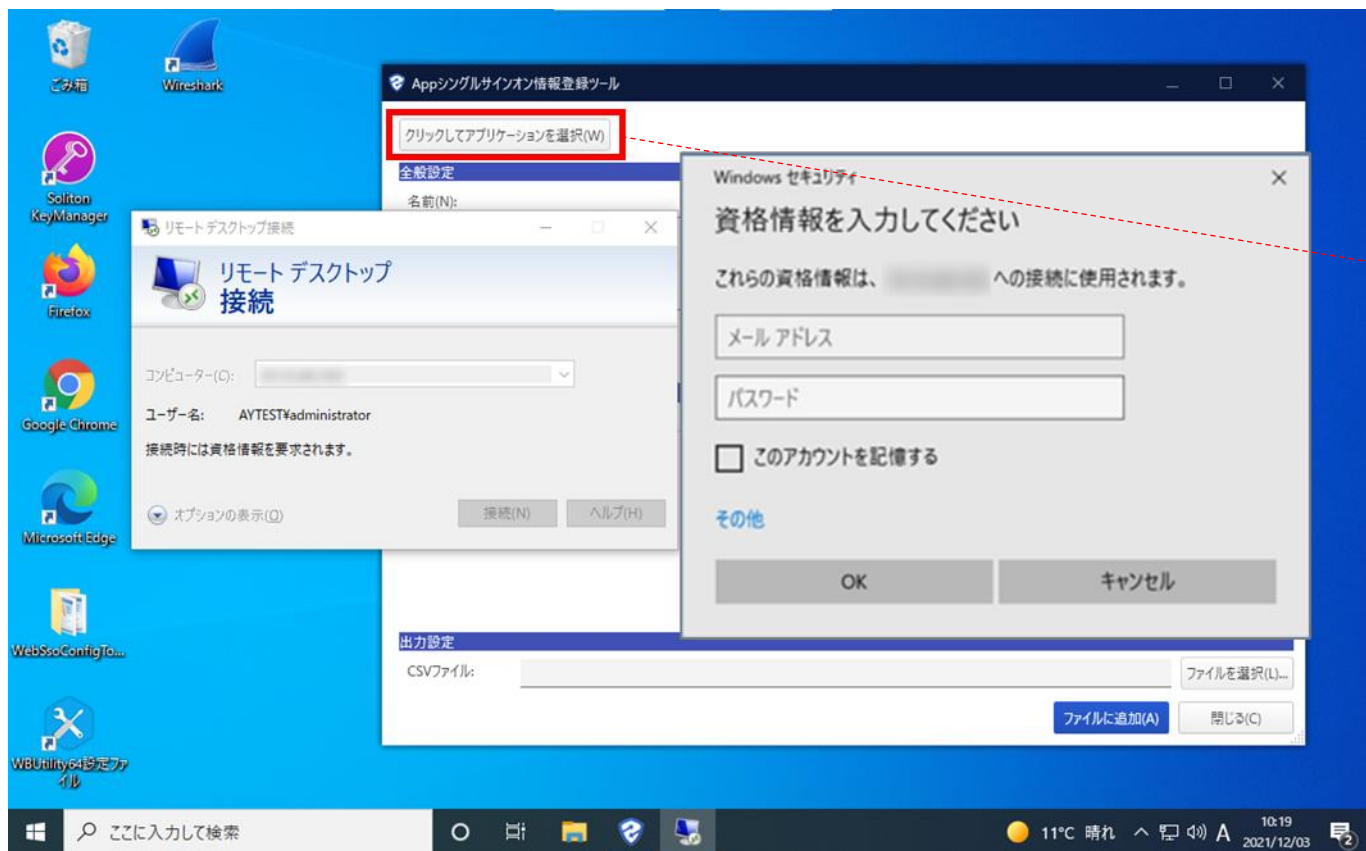 ごみ箱
Wireshark
Soliton
KeyManager
Firefox
Google Chrome
Microsoft Edge
WebSsoConfigTo...
WBUtility64設定ファ
イル
Appシングルサインオン情報登録ツール
クリックしてアプリケーションを選択(W)
全般設定
名前(N):
リモート デスクトップ接続
リモート デスクトップ
接続
コンピューター(C):
ユーザー名: AYTEST¥administrator
接続時には資格情報を要求されます。
オプションの表示(O)
接続(N)
ヘルプ(H)
Windows セキュリティ
資格情報を入力してください
これらの資格情報は、 への接続に使用されます。
メール アドレス
パスワード
このアカウントを記憶する
その他
OK
キャンセル
出力設定
CSVファイル:
ファイルを選択(L)...
ファイルに追加(A)
閉じる(C)
ここに入力して検索
11°C 晴れ
A
10:19
2021/12/03
2